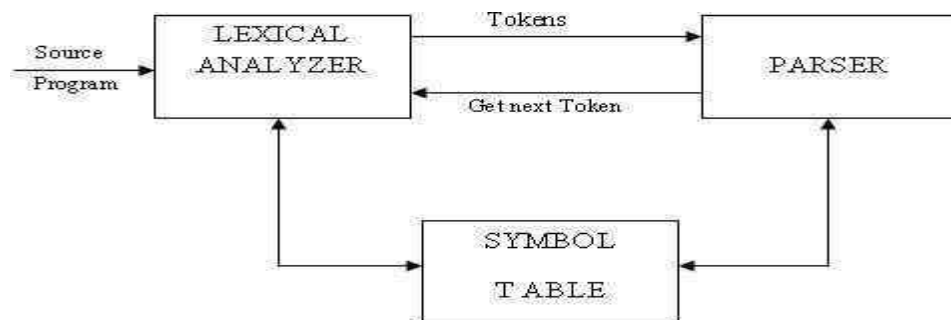 Source
Program
LEXICAL
ANALYZER
Tokens
Get next Token
PARSER
SYMBOL
TABLE